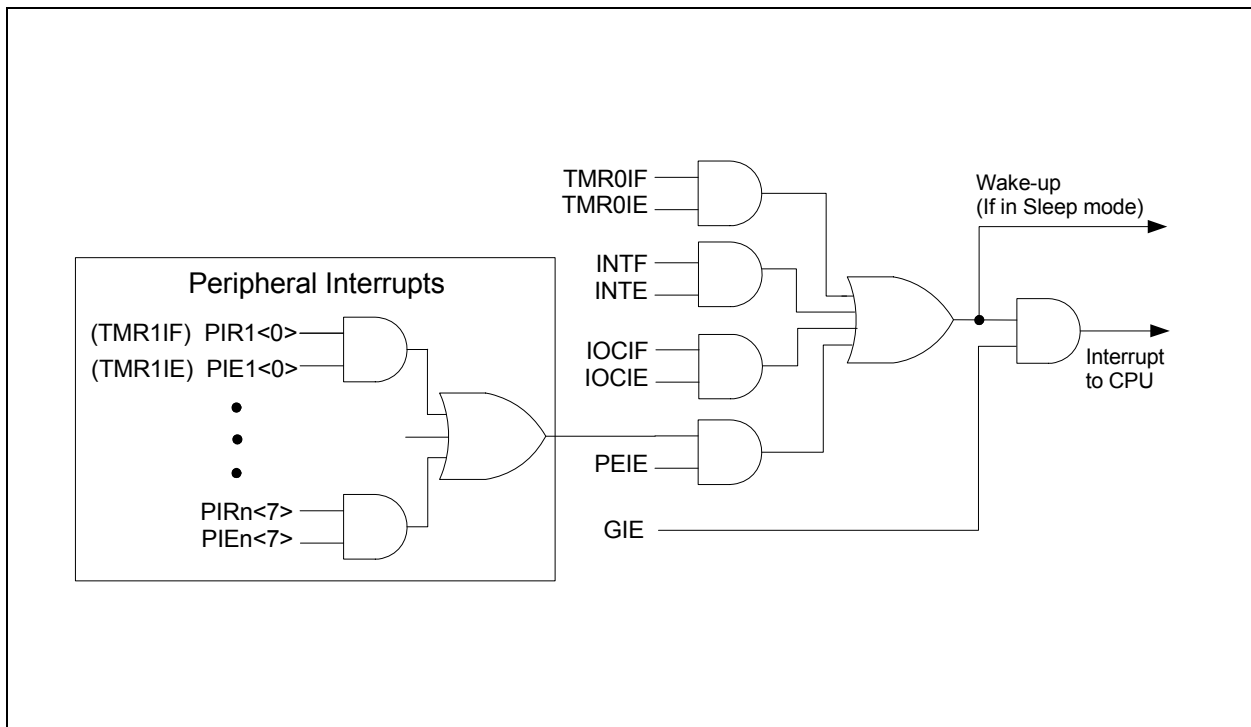 TMR0IF
TMR0IE
Wake-up
(If in Sleep mode)
INTF
INTE
Peripheral Interrupts
(TMR1IF) PIR1<0>
(TMR1IE) PIE1<0>
IOCIF
IOCIE
Interrupt
to CPU
PEIE
PIRn<7>
PIEn<7>
GIE